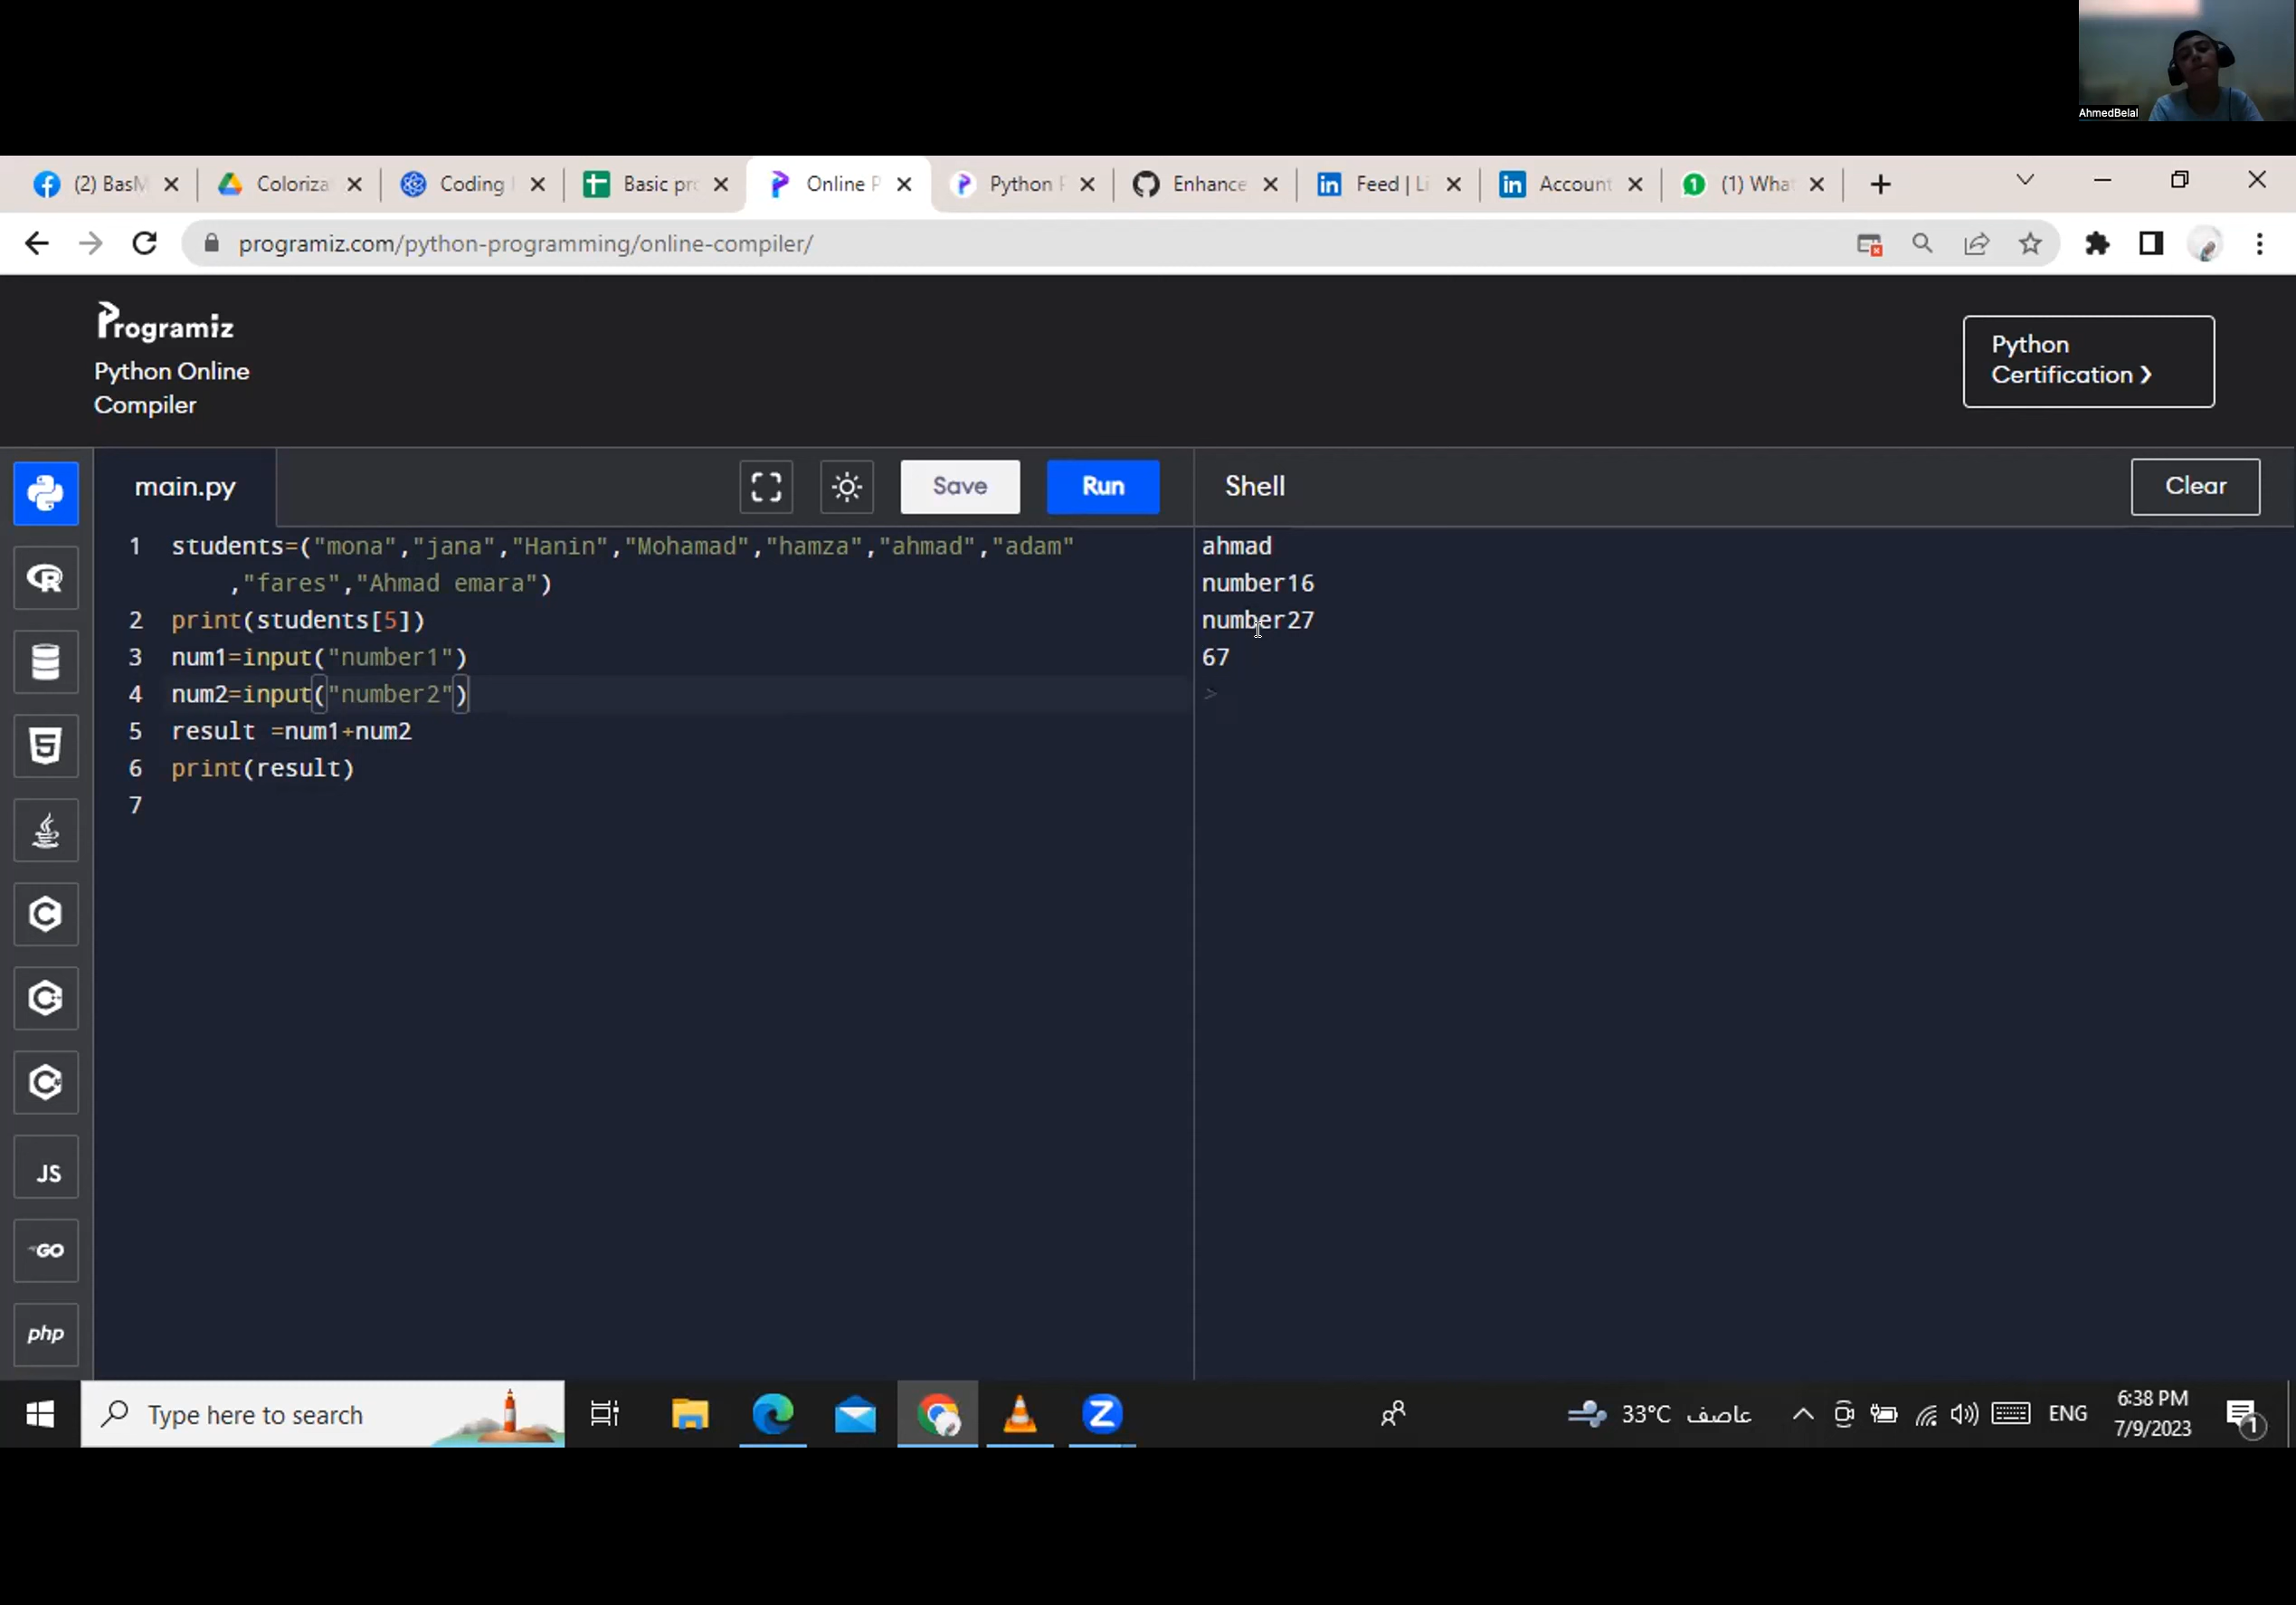 AhmedBelal
(2) BasM
Coloriza
Coding
Basic pro
Online P
Python P
Enhance
Feed | Li
Account
(1) What
programiz.com/python-programming/online-compiler/
Programiz
Python Online
Compiler
Python
Certification ❯
main.py
Save
Run
Shell
Clear
1 students=("mona","jana","Hanin","Mohamad","hamza","ahmad","adam"
,"fares","Ahmad emara")
2 print(students[5])
3 num1=input("number1")
4 num2=input("number2")
5 result =num1+num2
6 print(result)
7
ahmad
number16
number27
67
>
JS
GO
php
Type here to search
33°C عاصف
ENG
6:38 PM
7/9/2023
1